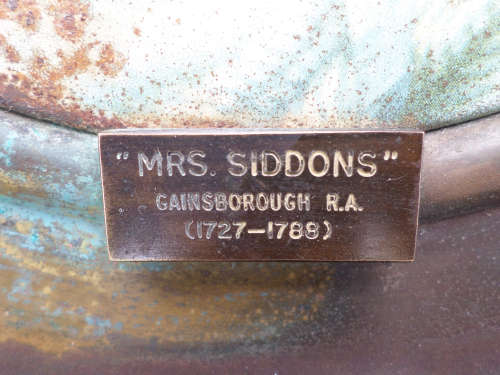 "MRS. SIDDONS"
GAINSBOROUGH R.A.
(1727-1788)